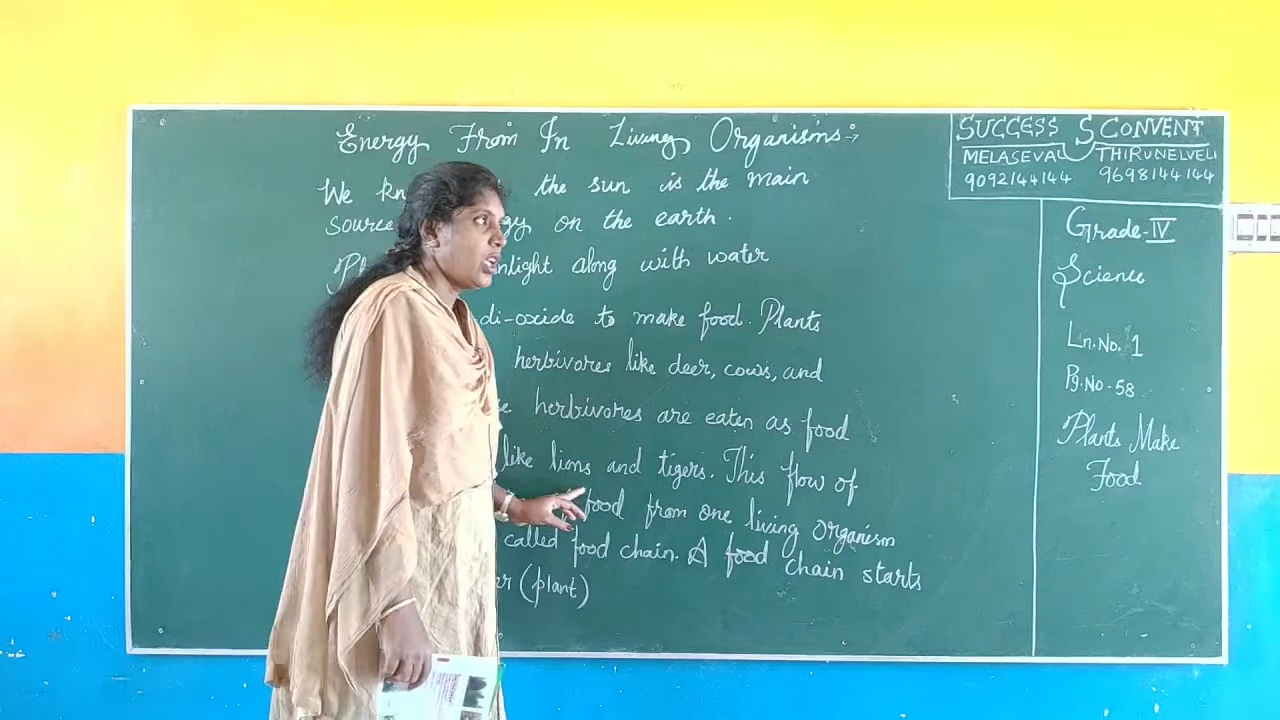 Energy From In Living Organisms:-
We kn the sun is the main
source gy on the earth.
Pl nlight along with water
di-oxide to make food. Plants
herbivores like deer, cows, and
herbivores are eaten as food
like lions and tigers. This flow of
food from one living organism
called food chain. A food chain starts
er (plant)
SUCCESS S CONVENT
MELASEVAL THIRUNELVELI
9092144144 9698144144
Grade-IV
Science
Ln.No. 1
Pg.No-58
Plants Make
Food